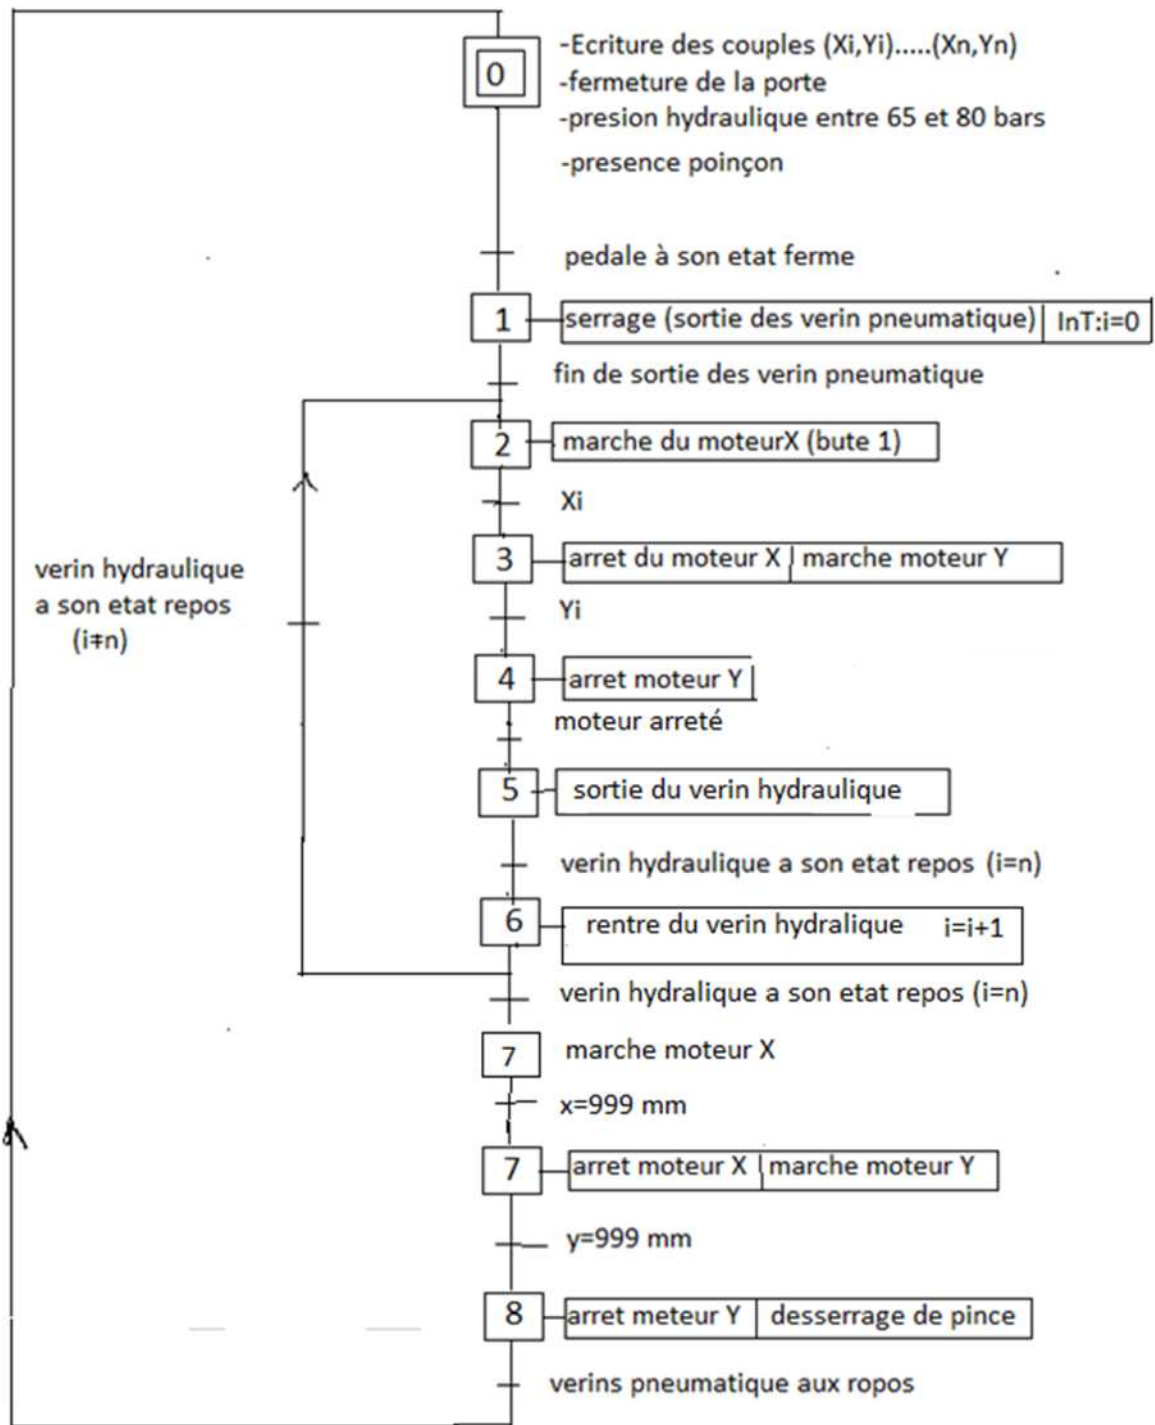 0
-Ecriture des couples (Xi,Yi).....(Xn,Yn)
-fermeture de la porte
-presion hydraulique entre 65 et 80 bars
-presence poinçon
pedale à son etat ferme
1 serrage (sortie des verin pneumatique) InT:i=0
fin de sortie des verin pneumatique
2 marche du moteurX (bute 1)
Xi
3 arret du moteur X marche moteur Y
verin hydraulique
a son etat repos
(i≠n)
Yi
4 arret moteur Y
moteur arreté
5 sortie du verin hydraulique
verin hydraulique a son etat repos (i=n)
6 rentre du verin hydralique i=i+1
verin hydralique a son etat repos (i=n)
7 marche moteur X
x=999 mm
7 arret moteur X marche moteur Y
y=999 mm
8 arret meteur Y desserrage de pince
verins pneumatique aux ropos